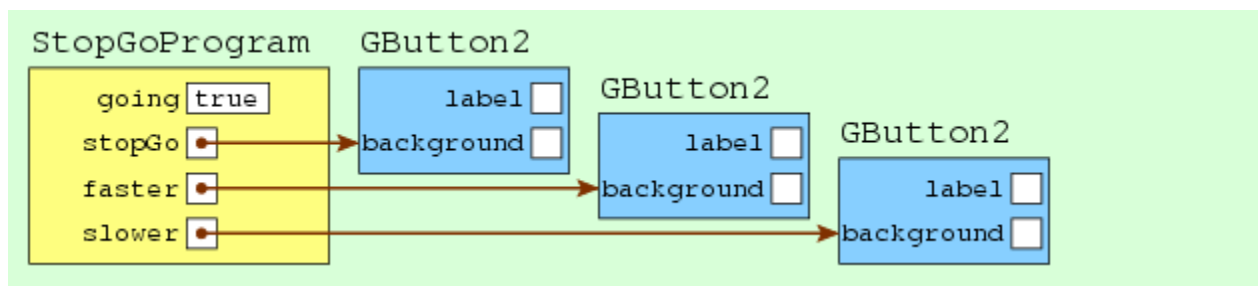 StopGoProgram
going true
stopGo
faster
slower
GButton2
label
background
GButton2
label
background
GButton2
label
background